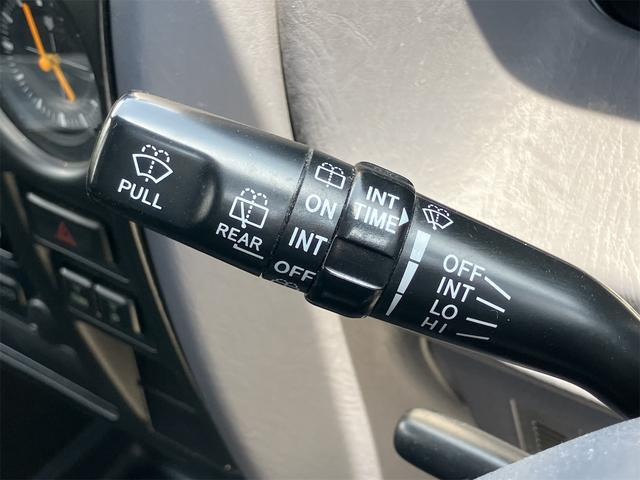 PULL
REAR
ON
INT
OFF
INT
TIME
OFF
INT
LO
HI